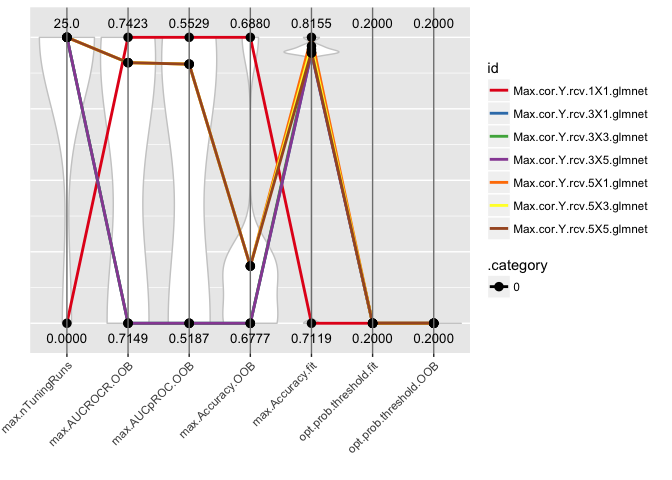 25.0 0.7423 0.5529 0.6880 0.8155 0.2000 0.2000
0.0000 0.7149 0.5187 0.6777 0.7119 0.2000 0.2000
max.nTuningRuns
max.AUCROCR.OOB
max.AUCpROC.OOB
max.Accuracy.OOB
max.Accuracy.fit
opt.prob.threshold.fit
opt.prob.threshold.OOB
id
Max.cor.Y.rcv.1X1.glmnet
Max.cor.Y.rcv.3X1.glmnet
Max.cor.Y.rcv.3X3.glmnet
Max.cor.Y.rcv.3X5.glmnet
Max.cor.Y.rcv.5X1.glmnet
Max.cor.Y.rcv.5X3.glmnet
Max.cor.Y.rcv.5X5.glmnet
.category
0